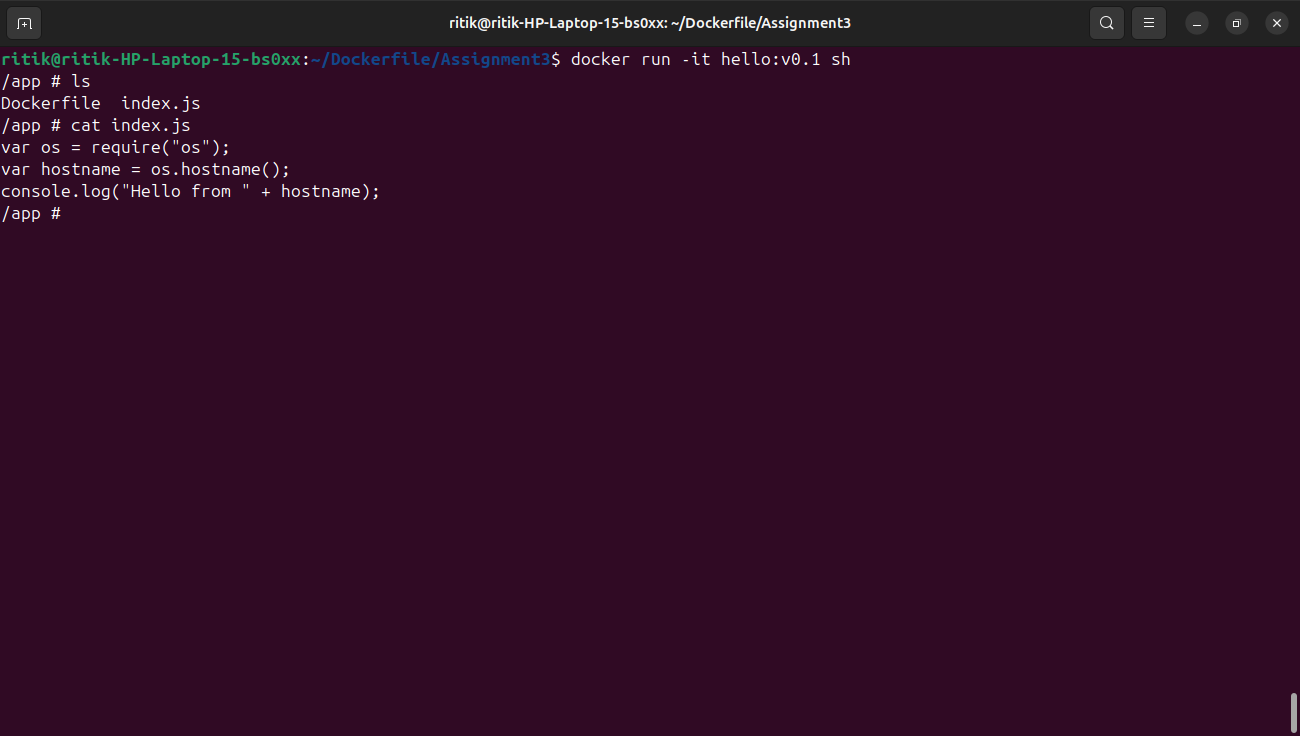 ritik@ritik-HP-Laptop-15-bs0xx: ~/Dockerfile/Assignment3
ritik@ritik-HP-Laptop-15-bs0xx:~/Dockerfile/Assignment3$ docker run -it hello:v0.1 sh
/app # ls
Dockerfile  index.js
/app # cat index.js
var os = require("os");
var hostname = os.hostname();
console.log("Hello from " + hostname);
/app #